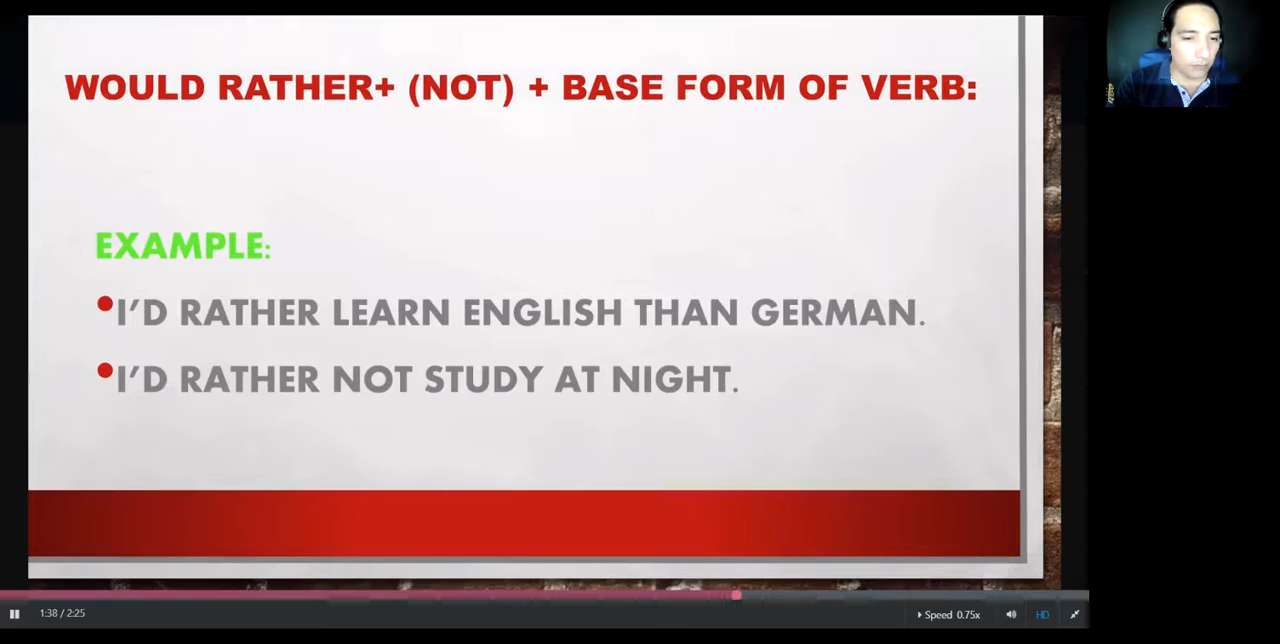 WOULD RATHER+ (NOT) + BASE FORM OF VERB:
EXAMPLE:
•I'D RATHER LEARN ENGLISH THAN GERMAN.
•I'D RATHER NOT STUDY AT NIGHT.
1:38 / 2:25
Speed 0.75x
HD